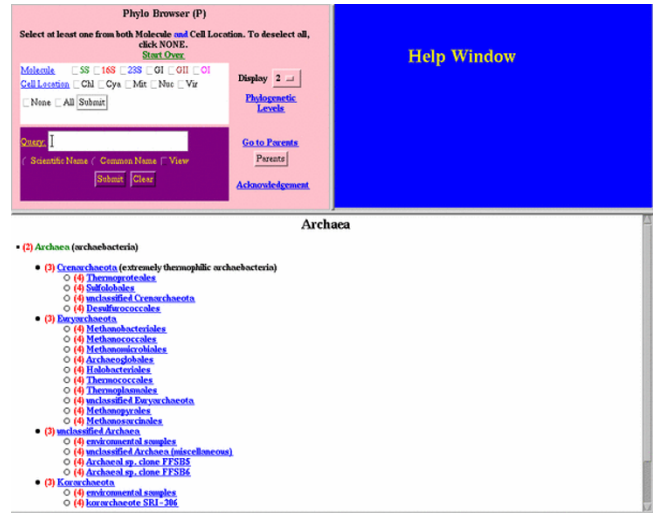 Phylo Browser (P)
Select at least one from both Molecule and Cell Location. To deselect all,
click NONE.
Start Over
Molecule 5S 16S 23S GI GII OI
Cell Location Chl Cya Mit Nuc Vir
None All Submit
Display 2
Phylogenetic
Levels
Query:
Scientific Name Common Name View
Submit Clear
Go to Parents
Parents
Acknowledgement
Help Window
Archaea
(2) Archaea (archaebacteria)
(3) Crenarchaeota (extremely thermophilic archaebacteria)
(4) Thermoproteales
(4) Sulfolobales
(4) unclassified Crenarchaeota
(4) Desulfurococcales
(3) Euryarchaeota
(4) Methanobacteriales
(4) Methanococcales
(4) Methanomicrobiales
(4) Archaeoglobales
(4) Halobacteriales
(4) Thermococcales
(4) Thermoplasmales
(4) unclassified Euryarchaeota
(4) Methanopyrales
(4) Methanosarcinales
(3) unclassified Archaea
(4) environmental samples
(4) unclassified Archaea (miscellaneous)
(4) Archaeal sp. clone FFSB5
(4) Archaeal sp. clone FFSB6
(3) Korarchaeota
(4) environmental samples
(4) korarchaeote SRI-306